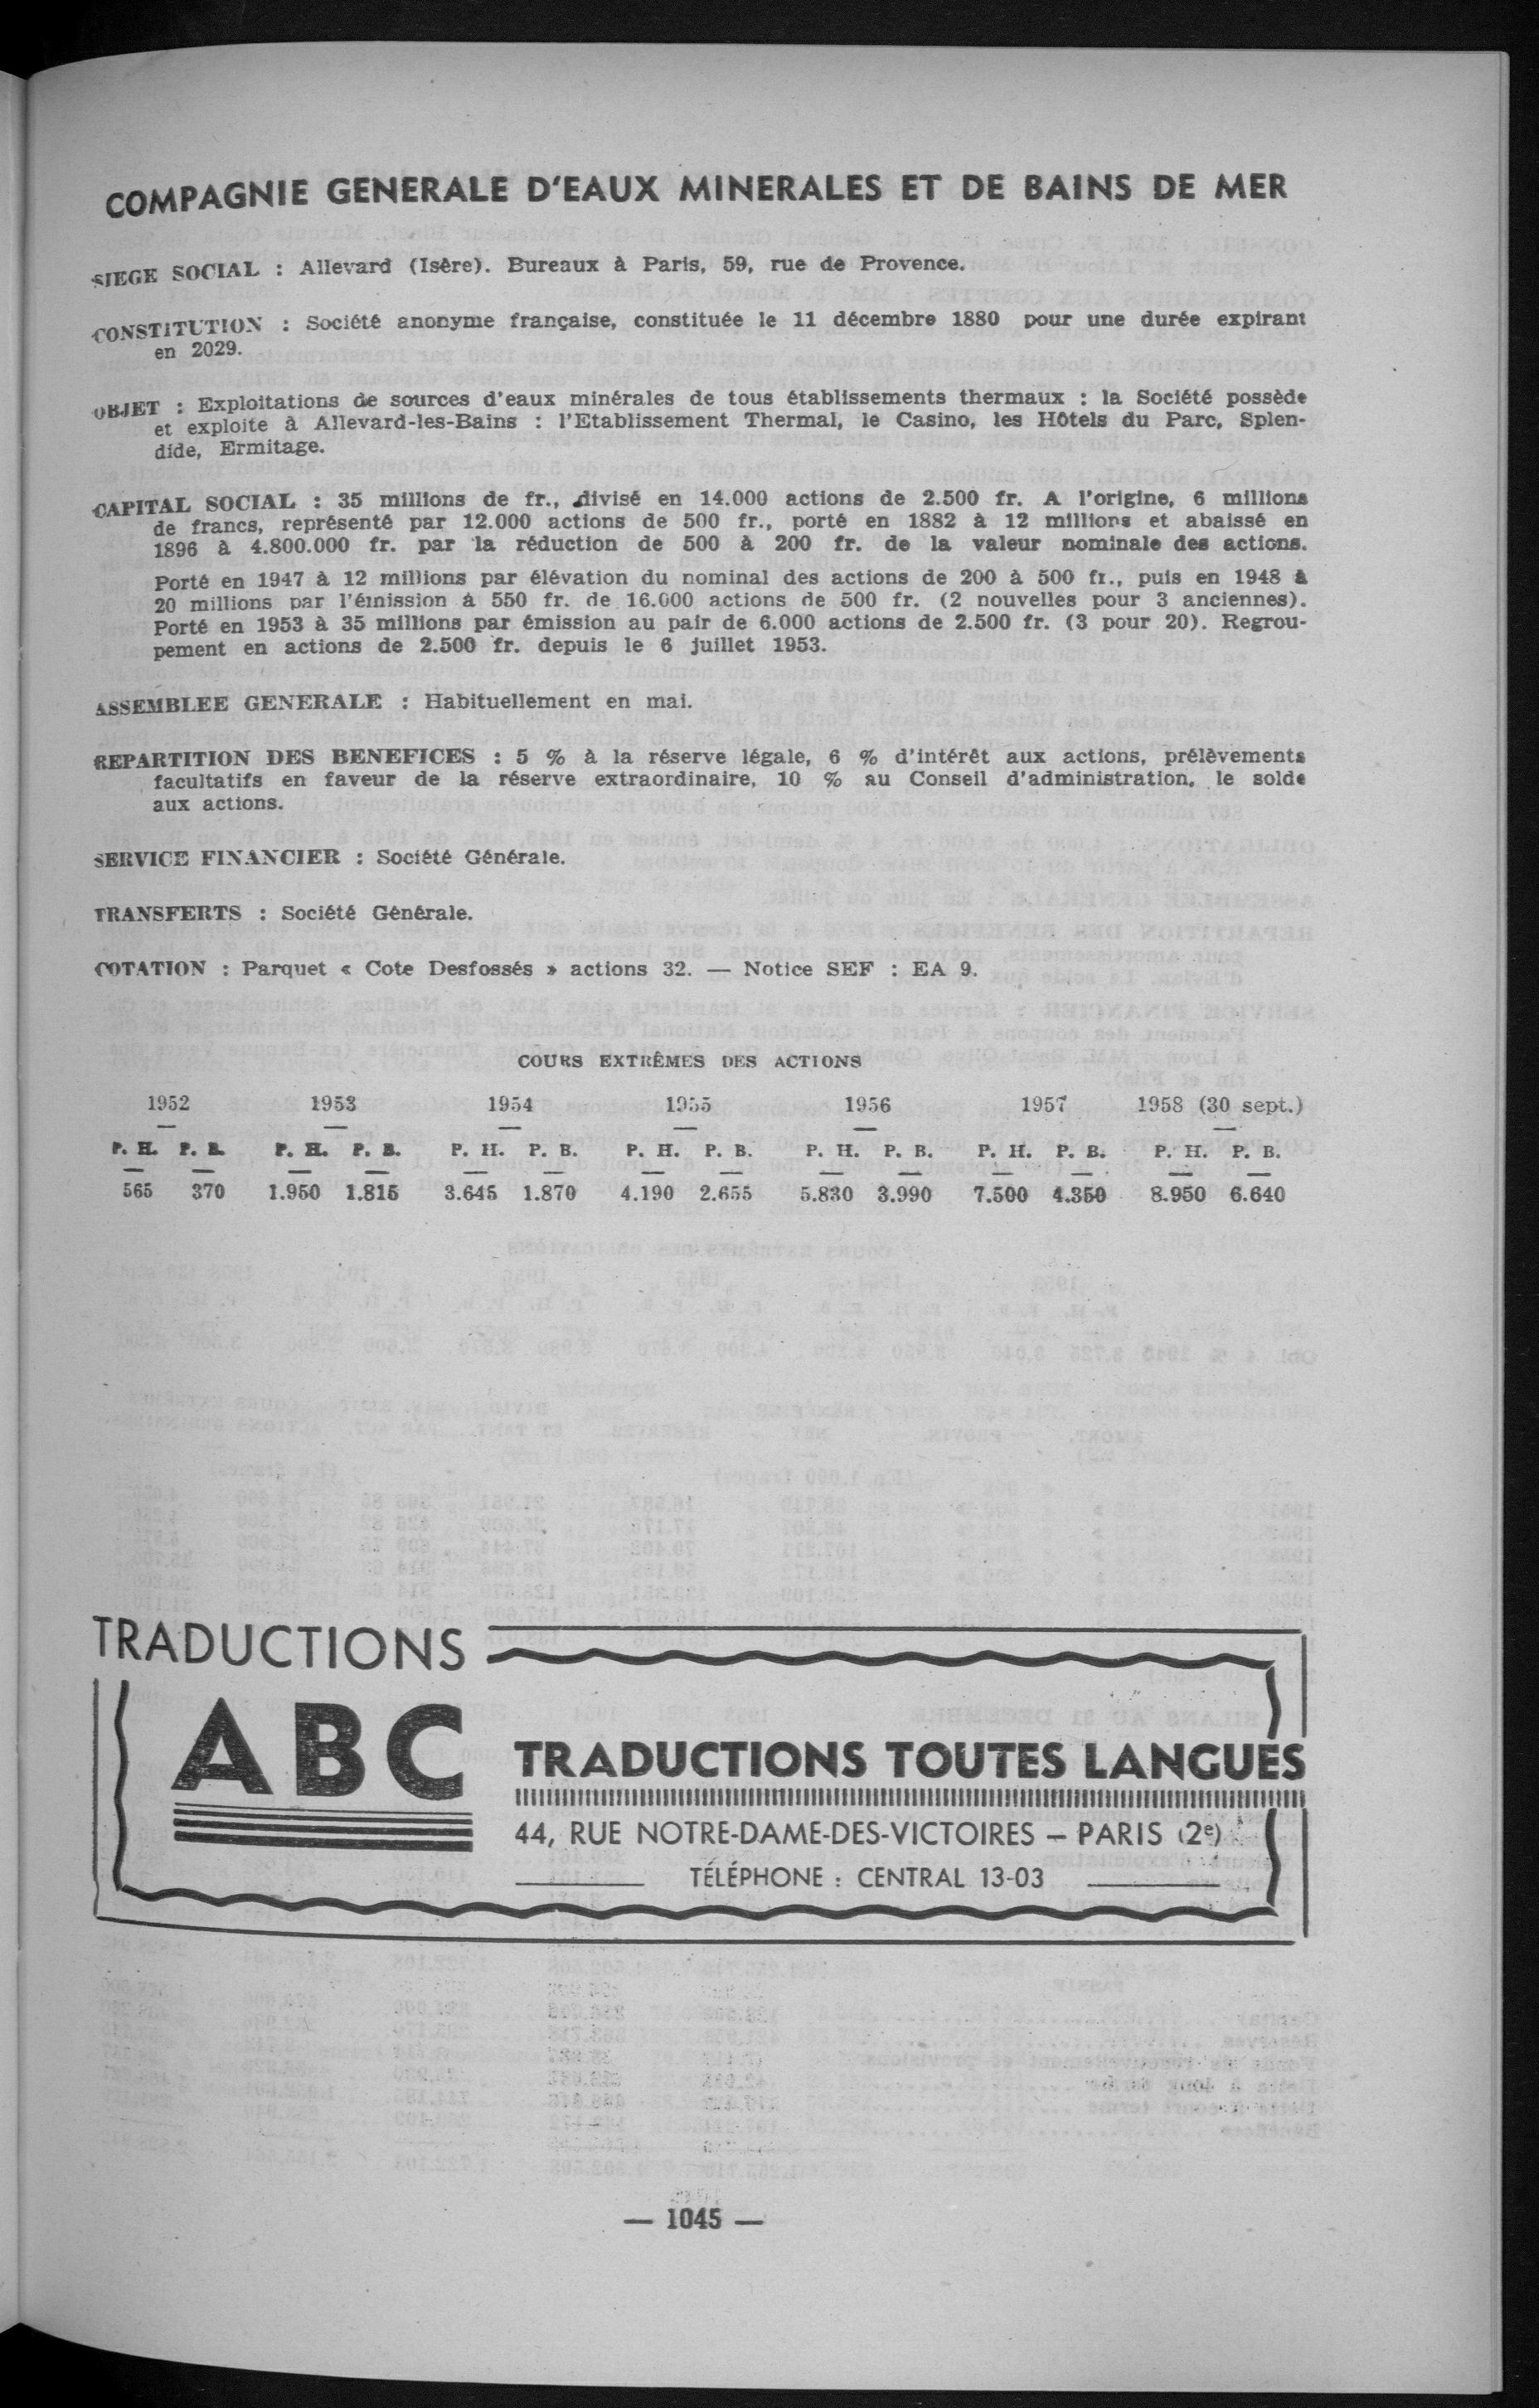 COMPAGNIE GENERALE D'EAUX MINERALES ET DE BAINS DE MER
SIEGE SOCIAL : Allevard (Isère). Bureaux à Paris, 59, rue de Provence.
CONSTITUTION : Société anonyme française, constituée le 11 décembre 1880 pour une durée expirant
en 2029.
OBJET : Exploitations de sources d'eaux minérales de tous établissements thermaux : la Société possède
et exploite à Allevard-les-Bains : l'Etablissement Thermal, le Casino, les Hôtels du Parc, Splen-
dide, Ermitage.
CAPITAL SOCIAL : 35 millions de fr., divisé en 14.000 actions de 2.500 fr. A l'origine, 6 millions
de francs, représenté par 12.000 actions de 500 fr., porté en 1882 à 12 millions et abaissé en
1896 à 4.800.000 fr. par la réduction de 500 à 200 fr. de la valeur nominale des actions.
Porté en 1947 à 12 millions par élévation du nominal des actions de 200 à 500 fr., puis en 1948 à
20 millions par l'émission à 550 fr. de 16.000 actions de 500 fr. (2 nouvelles pour 3 anciennes).
Porté en 1953 à 35 millions par émission au pair de 6.000 actions de 2.500 fr. (3 pour 20). Regrou-
pement en actions de 2.500 fr. depuis le 6 juillet 1953.
ASSEMBLEE GENERALE : Habituellement en mai.
REPARTITION DES BENEFICES : 5 % à la réserve légale, 6 % d'intérêt aux actions, prélèvements
facultatifs en faveur de la réserve extraordinaire, 10 % au Conseil d'administration, le solde
aux actions.
SERVICE FINANCIER : Société Générale.
TRANSFERTS : Société Générale.
COTATION : Parquet « Cote Desfossés » actions 32. — Notice SEF : EA 9.
COURS EXTRÊMES DES ACTIONS
1952 1953 1954 1955 1956 1957 1958 (30 sept.)
P. H. P. B. P. H. P. B. P. H. P. B. P. H. P. B. P. H. P. B. P. H. P. B. P. H. P. B.
565 370 1.950 1.815 3.645 1.870 4.190 2.655 5.830 3.990 7.500 4.350 8.950 6.640
TRADUCTIONS
ABC
TRADUCTIONS TOUTES LANGUES
44, RUE NOTRE-DAME-DES-VICTOIRES — PARIS (2e)
TÉLÉPHONE : CENTRAL 13-03
— 1045 —